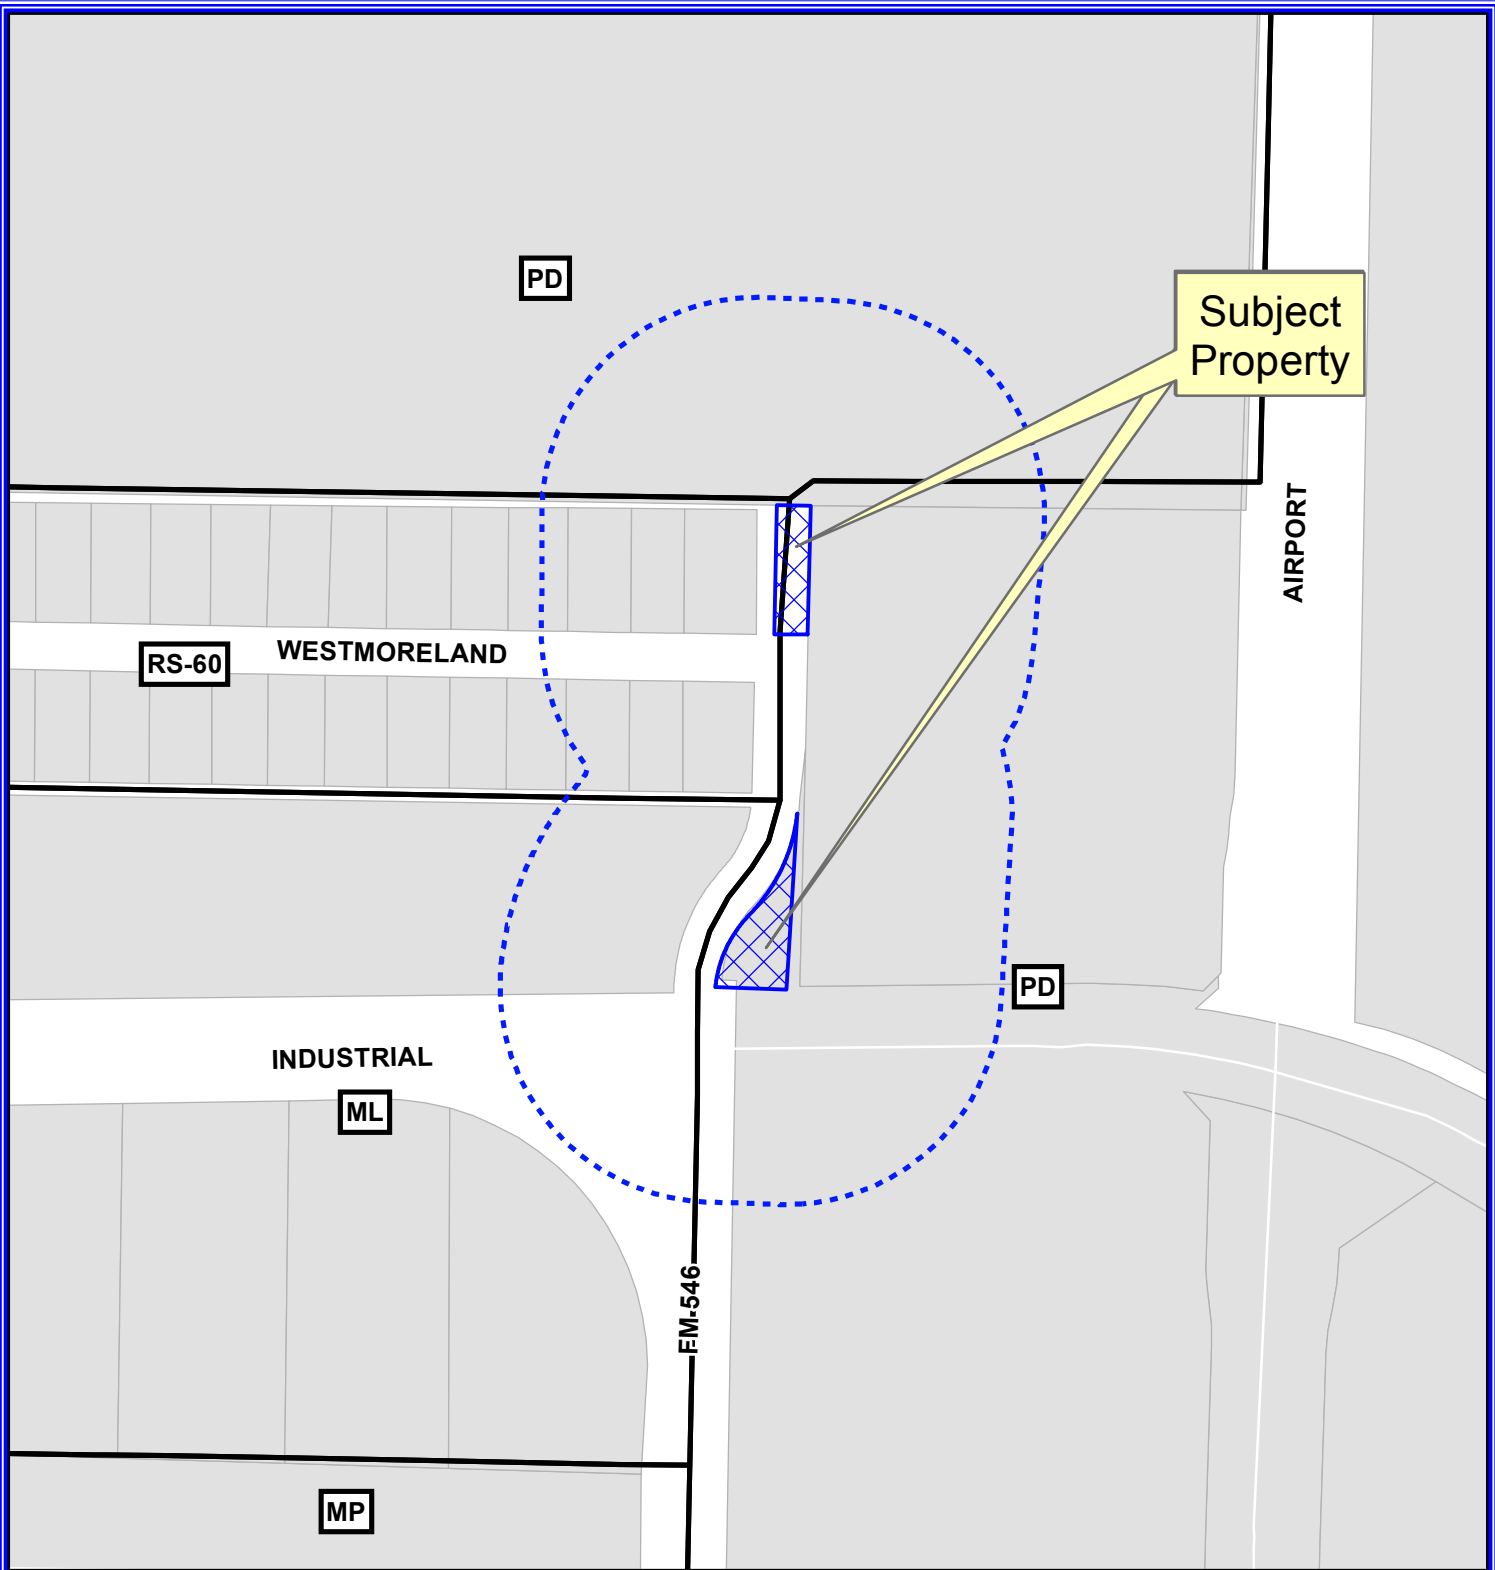 PD
Subject
Property
AIRPORT
WESTMORELAND
RS-60
PD
INDUSTRIAL
ML
FM-546
MP